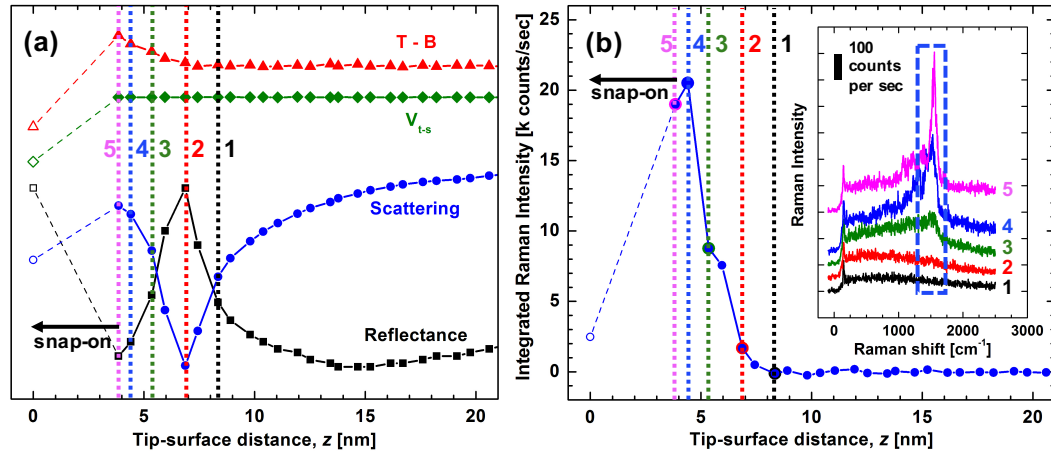 (a)
T - B
V_t-s
5 4 3 2 1
Scattering
snap-on
Reflectance
0 5 10 15 20
Tip-surface distance, z [nm]
(b)
Integrated Raman Intensity [k counts/sec]
25
20
15
10
5
0
5 4 3 2 1
snap-on
100
counts
per sec
Raman Intensity
5
4
3
2
1
0 1000 2000 3000
Raman shift [cm⁻¹]
0 5 10 15 20
Tip-surface distance, z [nm]